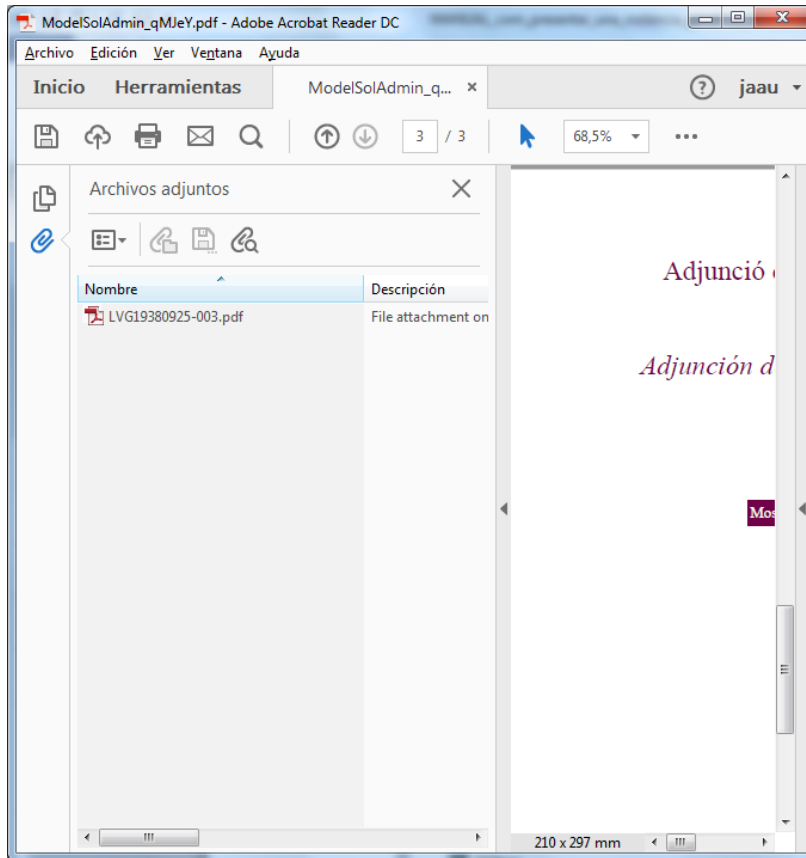 ModelSolAdmin_qMJeY.pdf - Adobe Acrobat Reader DC
Archivo Edición Ver Ventana Ayuda
Inicio Herramientas ModelSolAdmin_q... × ? jaau
3 / 3 68,5%
Archivos adjuntos
Nombre Descripción
LVG19380925-003.pdf File attachment on
Adjunció
Adjunción d
Mos
210 x 297 mm